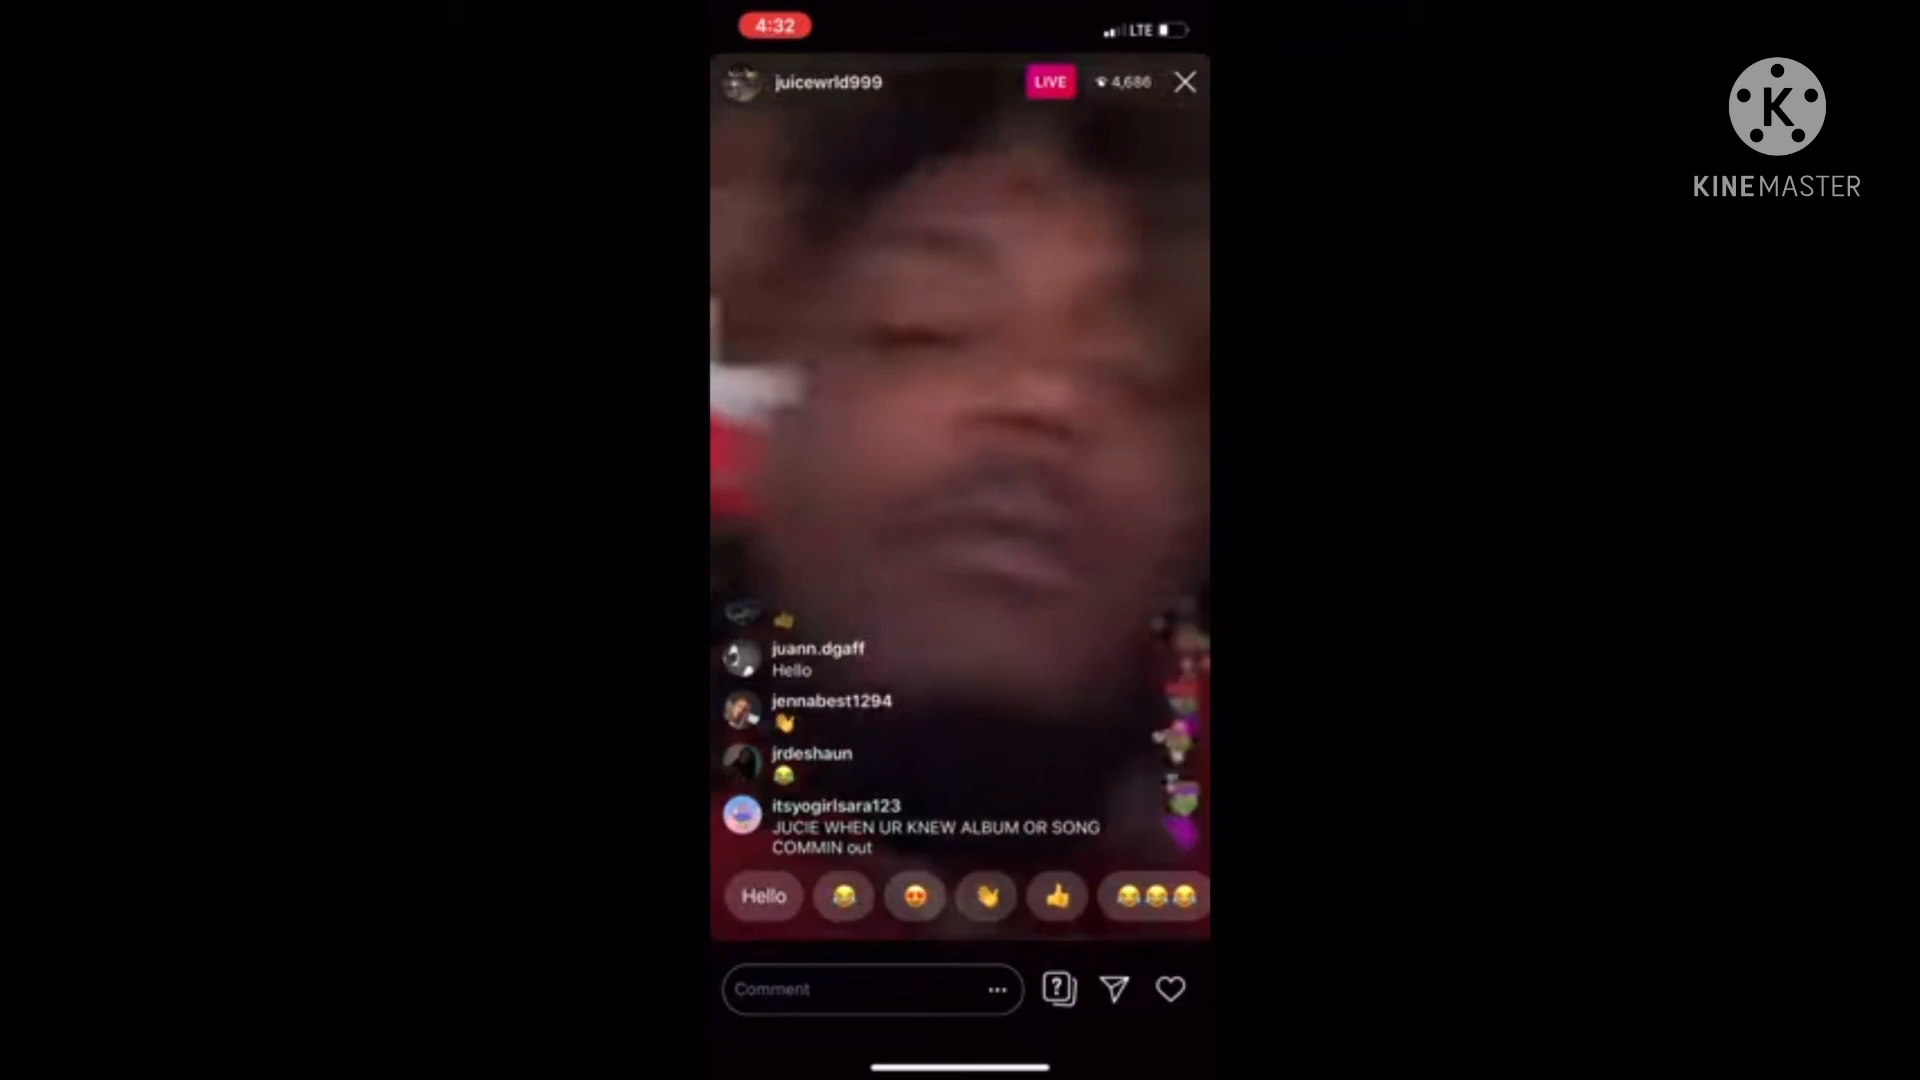 4:32
LTE
juicewrld999
LIVE
4,686
K
KINEMASTER
juann.dgaff
Hello
jennabest1294
jrdeshaun
itsyogirlsara123
JUCIE WHEN UR KNEW ALBUM OR SONG
COMMIN out
Hello
Comment